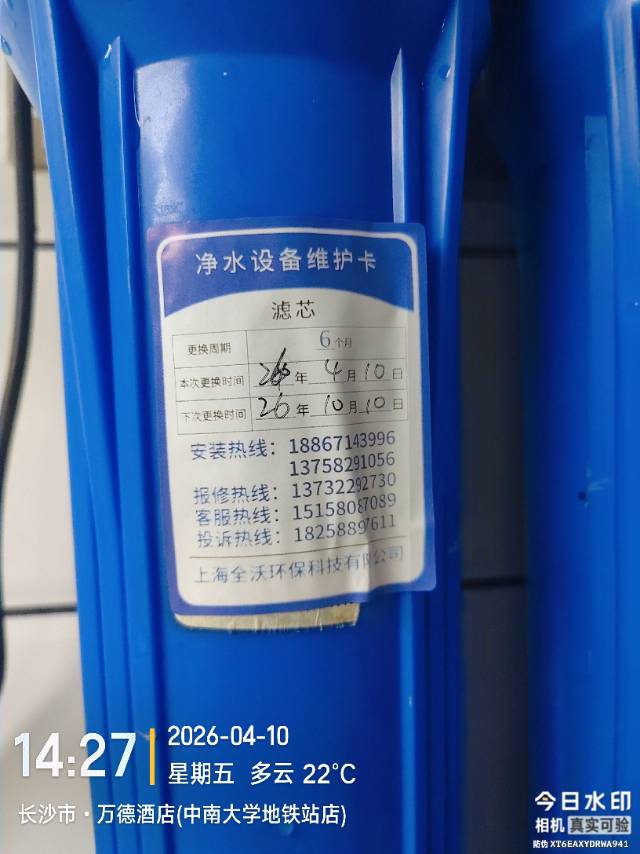 净水设备维护卡
滤芯
更换周期 6个月
本次更换时间 26年4月10日
下次更换时间 26年10月10日
安装热线：18867143996
13758291056
报修热线：13732292730
客服热线：15158087089
投诉热线：18258897611
上海全沃环保科技有限公司
14:27
2026-04-10
星期五 多云 22°C
长沙市·万德酒店(中南大学地铁站店)
今日水印
相机 真实可验
防伪 XT6EAXYDRWA941